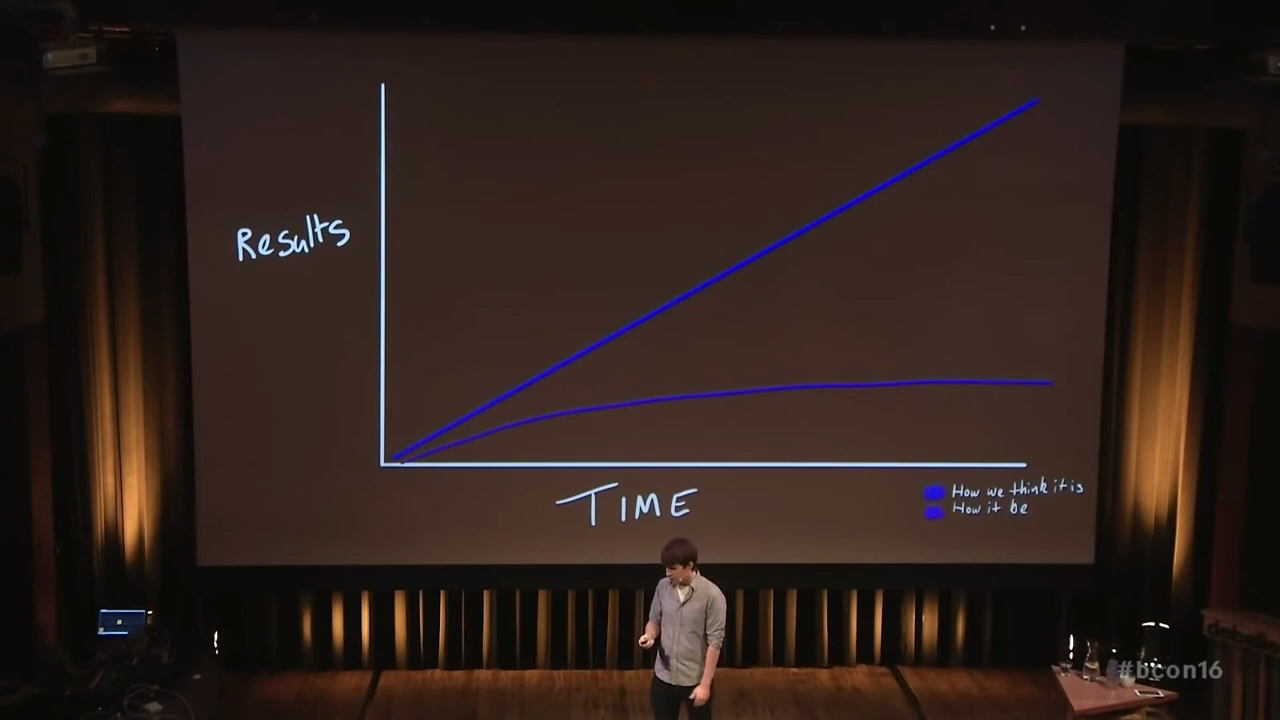 Results
TIME
How we think it is
How it be
#bcon16